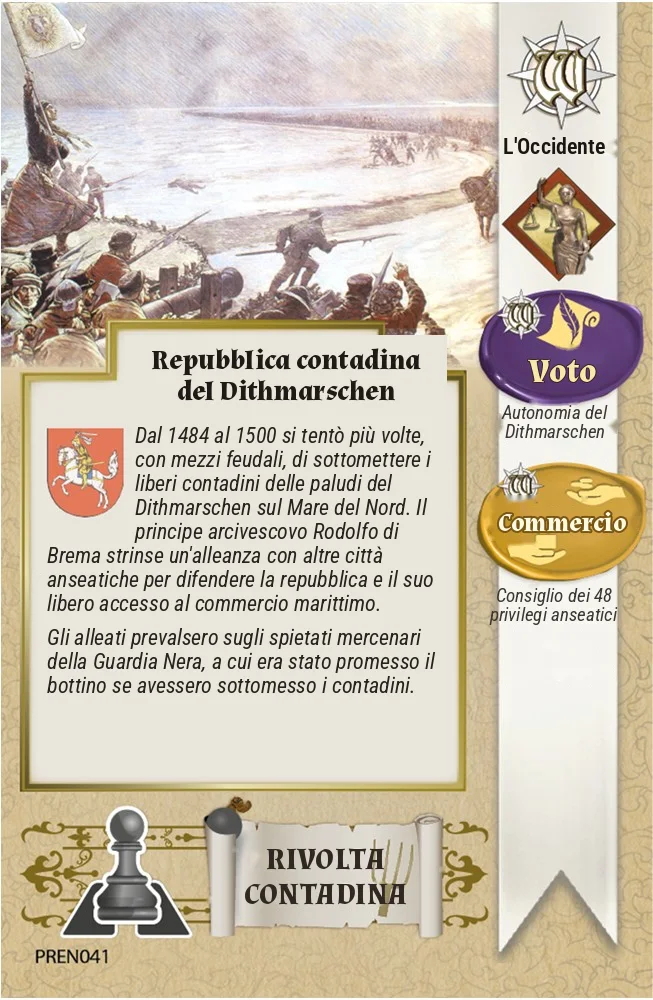 L'Occidente
Voto
Autonomia del
Dithmarschen
Commercio
Consiglio dei 48
privilegi anseatici
Repubblica contadina
del Dithmarschen
Dal 1484 al 1500 si tentò più volte,
con mezzi feudali, di sottomettere i
liberi contadini delle paludi del
Dithmarschen sul Mare del Nord. Il
principe arcivescovo Rodolfo di
Brema strinse un'alleanza con altre città
anseatiche per difendere la repubblica e il suo
libero accesso al commercio marittimo.
Gli alleati prevalsero sugli spietati mercenari
della Guardia Nera, a cui era stato promesso il
bottino se avessero sottomesso i contadini.
RIVOLTA
CONTADINA
PREN041